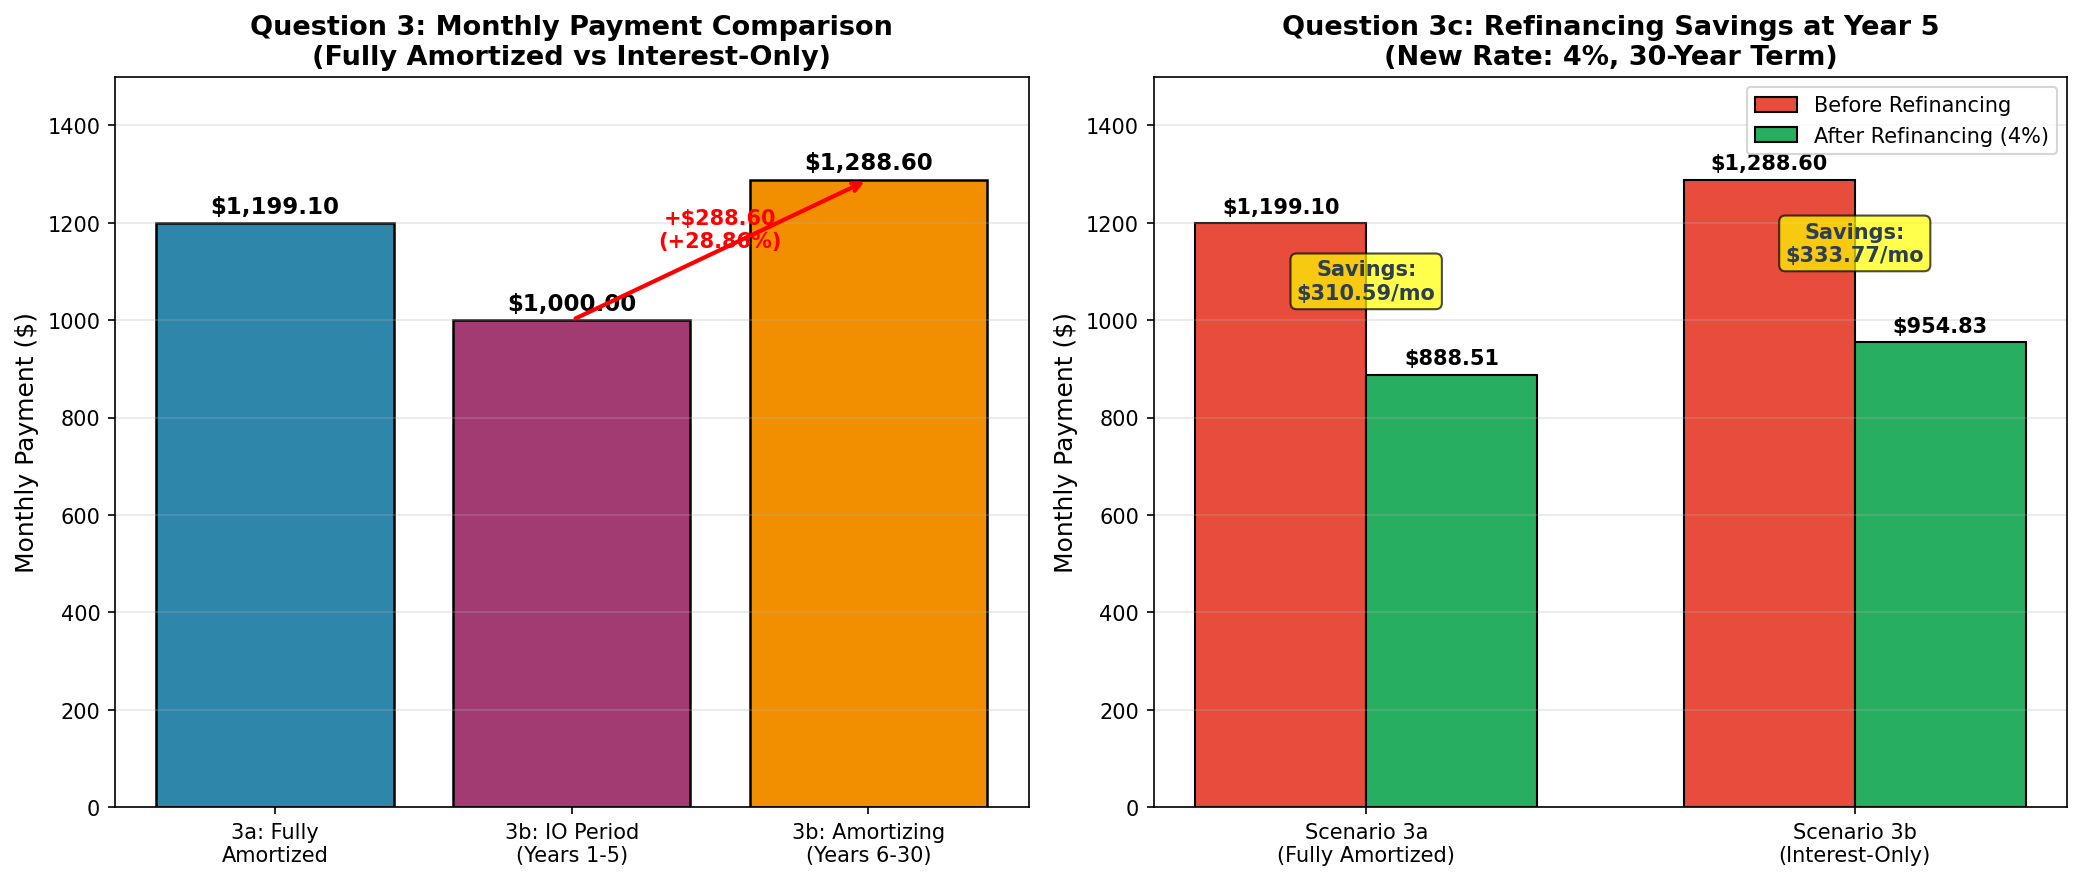 Question 3: Monthly Payment Comparison
(Fully Amortized vs Interest-Only)
Monthly Payment ($)
1400
1200
1000
800
600
400
200
0
$1,199.10
$1,000.00
$1,288.60
+$288.60
(+28.86%)
3a: Fully
Amortized
3b: IO Period
(Years 1-5)
3b: Amortizing
(Years 6-30)
Question 3c: Refinancing Savings at Year 5
(New Rate: 4%, 30-Year Term)
Before Refinancing
After Refinancing (4%)
Monthly Payment ($)
1400
1200
1000
800
600
400
200
0
$1,199.10
Savings:
$310.59/mo
$888.51
$1,288.60
Savings:
$333.77/mo
$954.83
Scenario 3a
(Fully Amortized)
Scenario 3b
(Interest-Only)